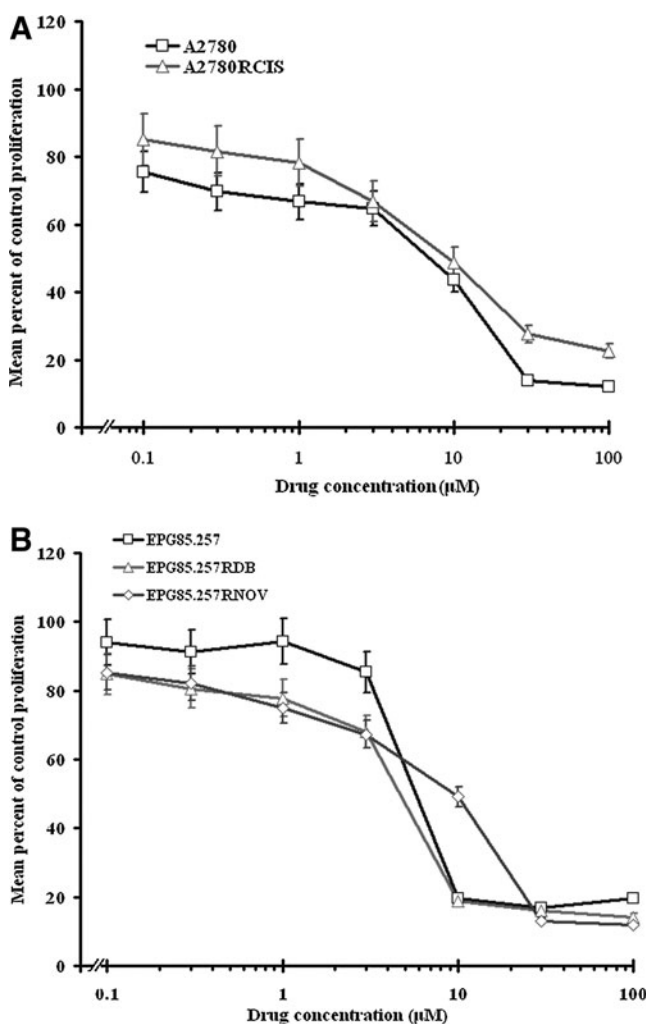 A
A2780
A2780RCIS
Mean percent of control proliferation
120
100
80
60
40
20
0
0.1
1
10
100
Drug concentration (μM)
B
EPG85.257
EPG85.257RDB
EPG85.257RNOV
Mean percent of control proliferation
120
100
80
60
40
20
0
0.1
1
10
100
Drug concentration (μM)